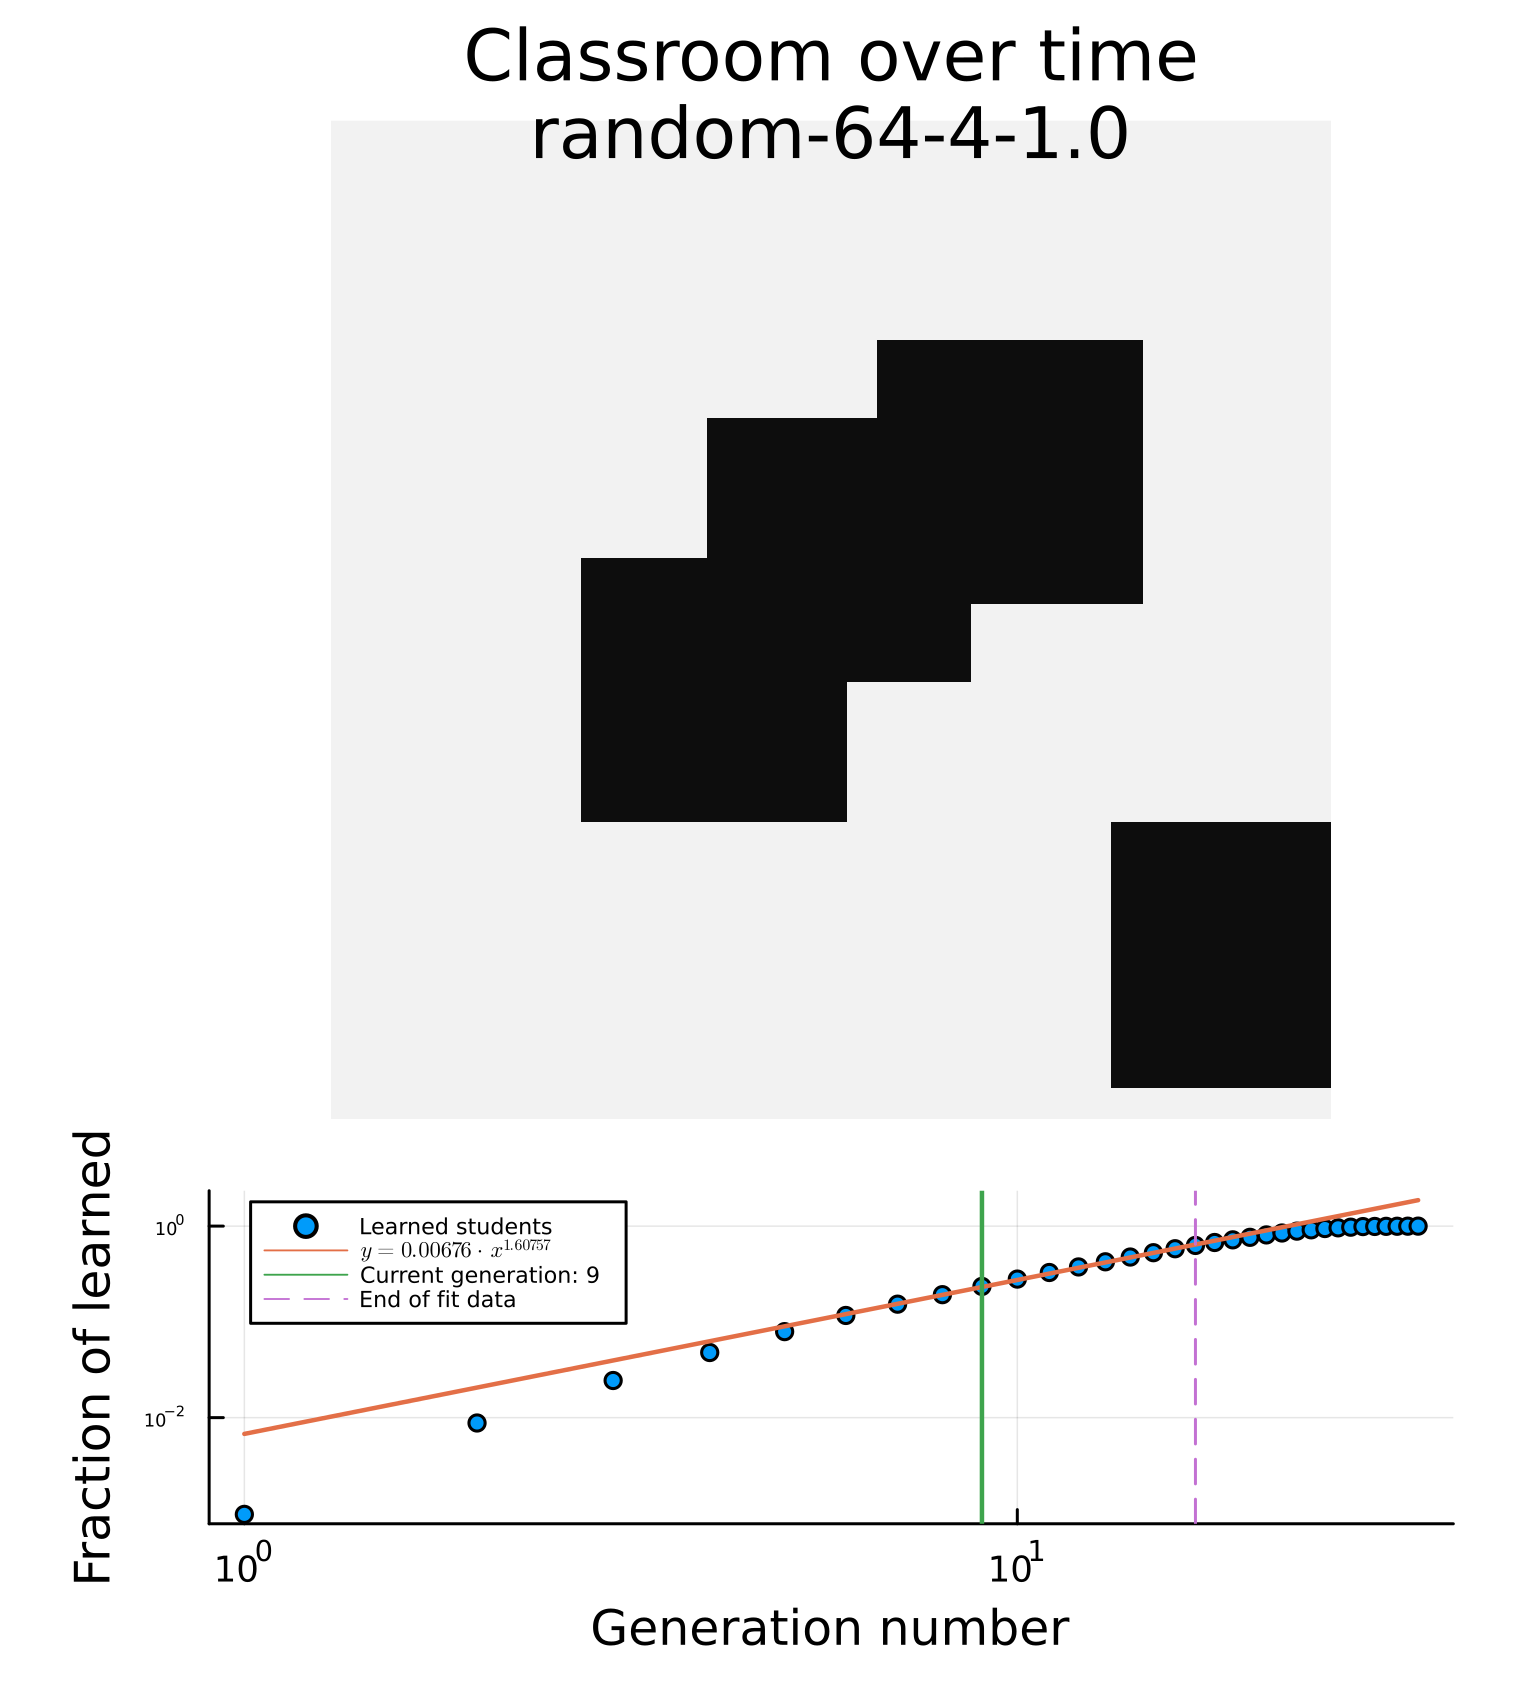 Classroom over time
random-64-4-1.0
Fraction of learned
10^0
10^-2
Learned students
y = 0.00676 · x^1.60757
Current generation: 9
End of fit data
10^0
10^1
Generation number